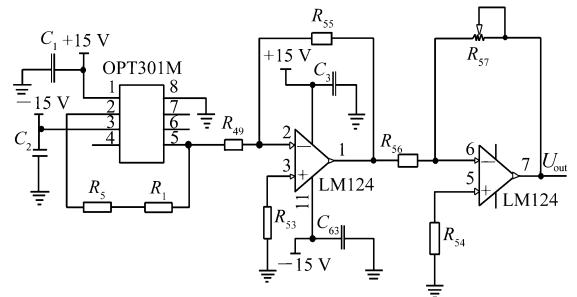 C1 +15 V
OPT301M
−15 V
1 8
2 7
3 6
4 5
C2
R5 R1
R49
R55
+15 V
C3
2 − 1
3 +
LM124
11
R53
C63
−15 V
R56
R57
6 − 7
5 +
LM124
Uout
R54